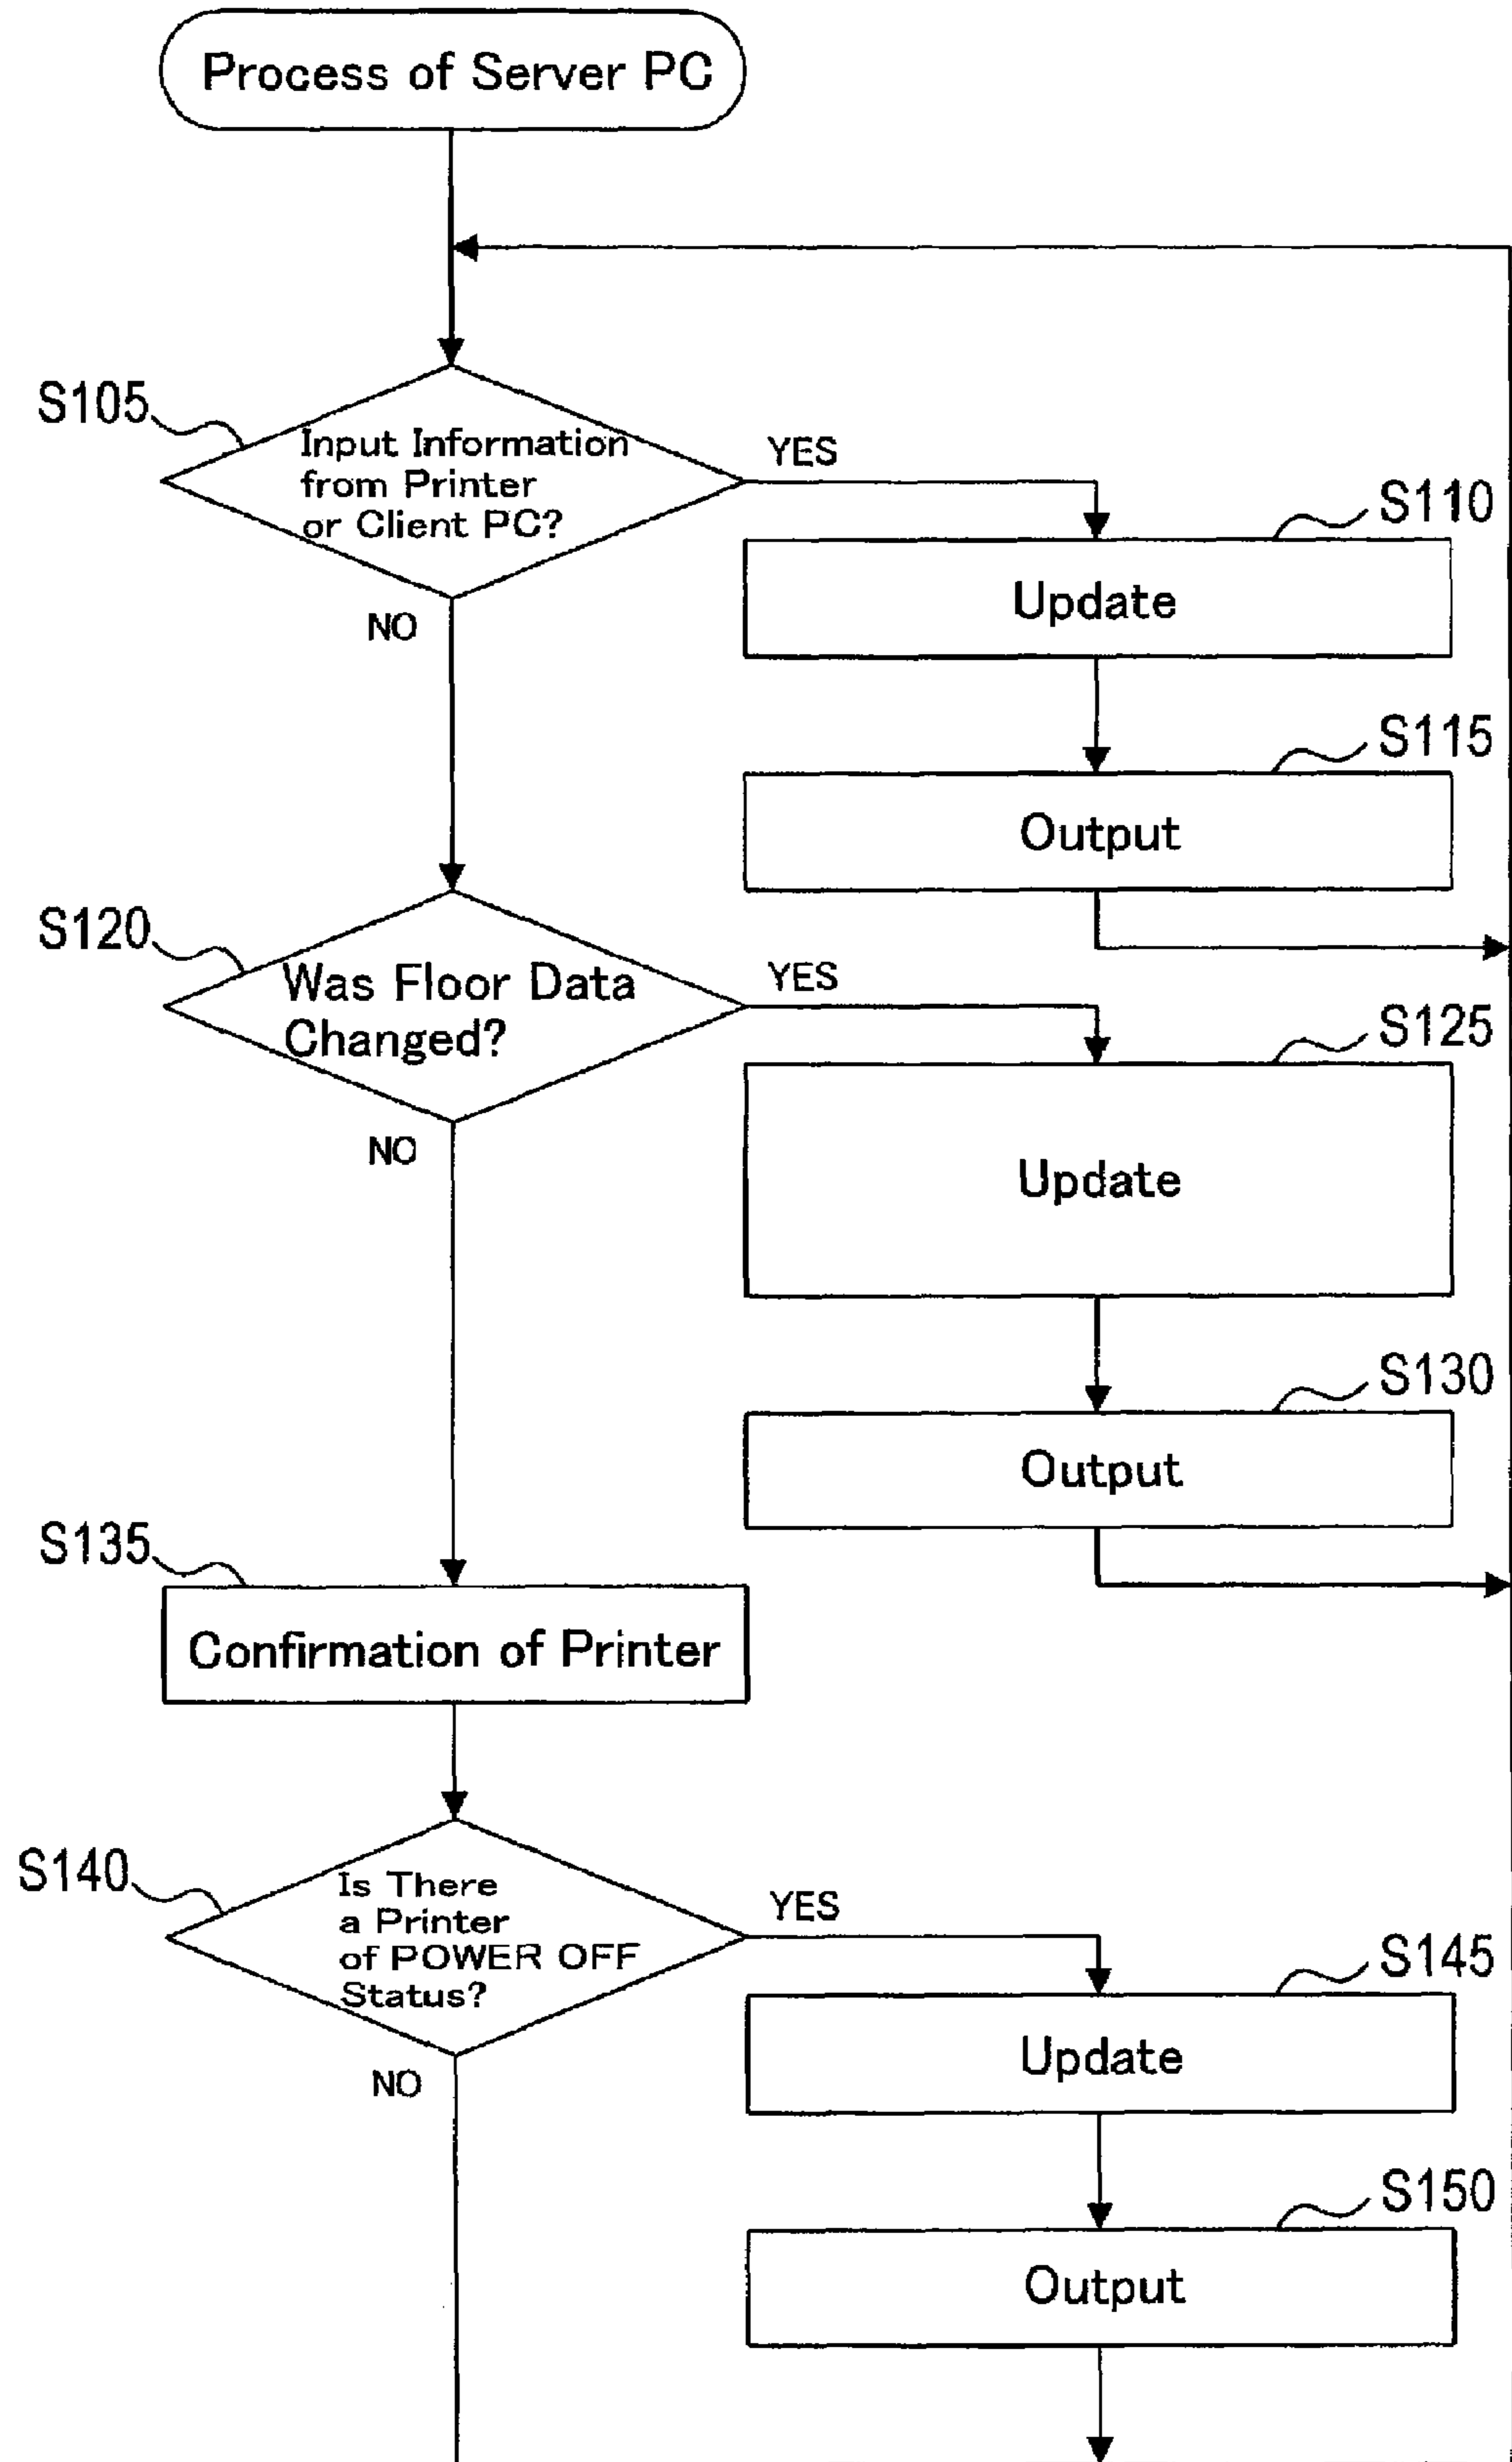 Process of Server PC
S105
Input Information
from Printer
or Client PC?
YES
NO
S110
Update
S115
Output
S120
Was Floor Data
Changed?
YES
NO
S125
Update
S130
Output
S135
Confirmation of Printer
S140
Is There
a Printer
of POWER OFF
Status?
YES
NO
S145
Update
S150
Output